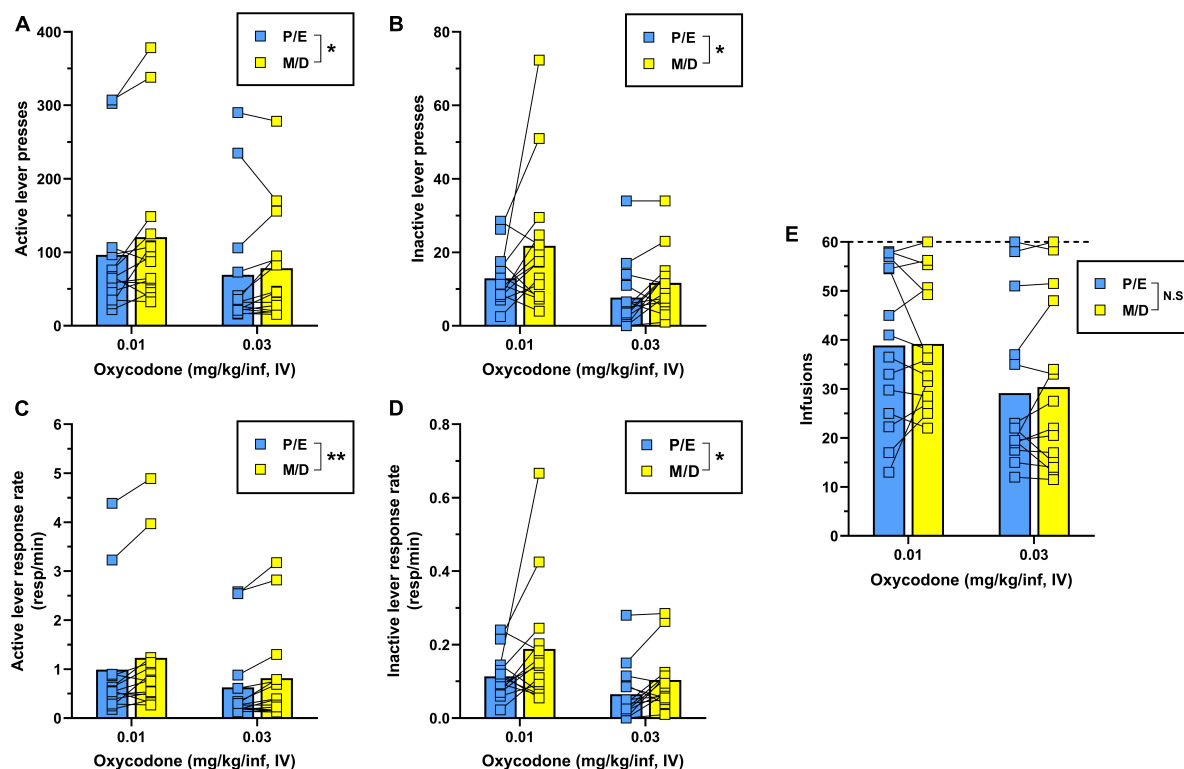 A
Active lever presses
400
300
200
100
0
0.01
0.03
Oxycodone (mg/kg/inf, IV)
P/E
M/D
*
B
Inactive lever presses
80
60
40
20
0
0.01
0.03
Oxycodone (mg/kg/inf, IV)
P/E
M/D
*
C
Active lever response rate
(resp/min)
6
5
4
3
2
1
0
0.01
0.03
Oxycodone (mg/kg/inf, IV)
P/E
M/D
**
D
Inactive lever response rate
(resp/min)
0.8
0.6
0.4
0.2
0.0
0.01
0.03
Oxycodone (mg/kg/inf, IV)
P/E
M/D
*
E
Infusions
60
50
40
30
20
10
0
0.01
0.03
Oxycodone (mg/kg/inf, IV)
P/E
M/D
N.S